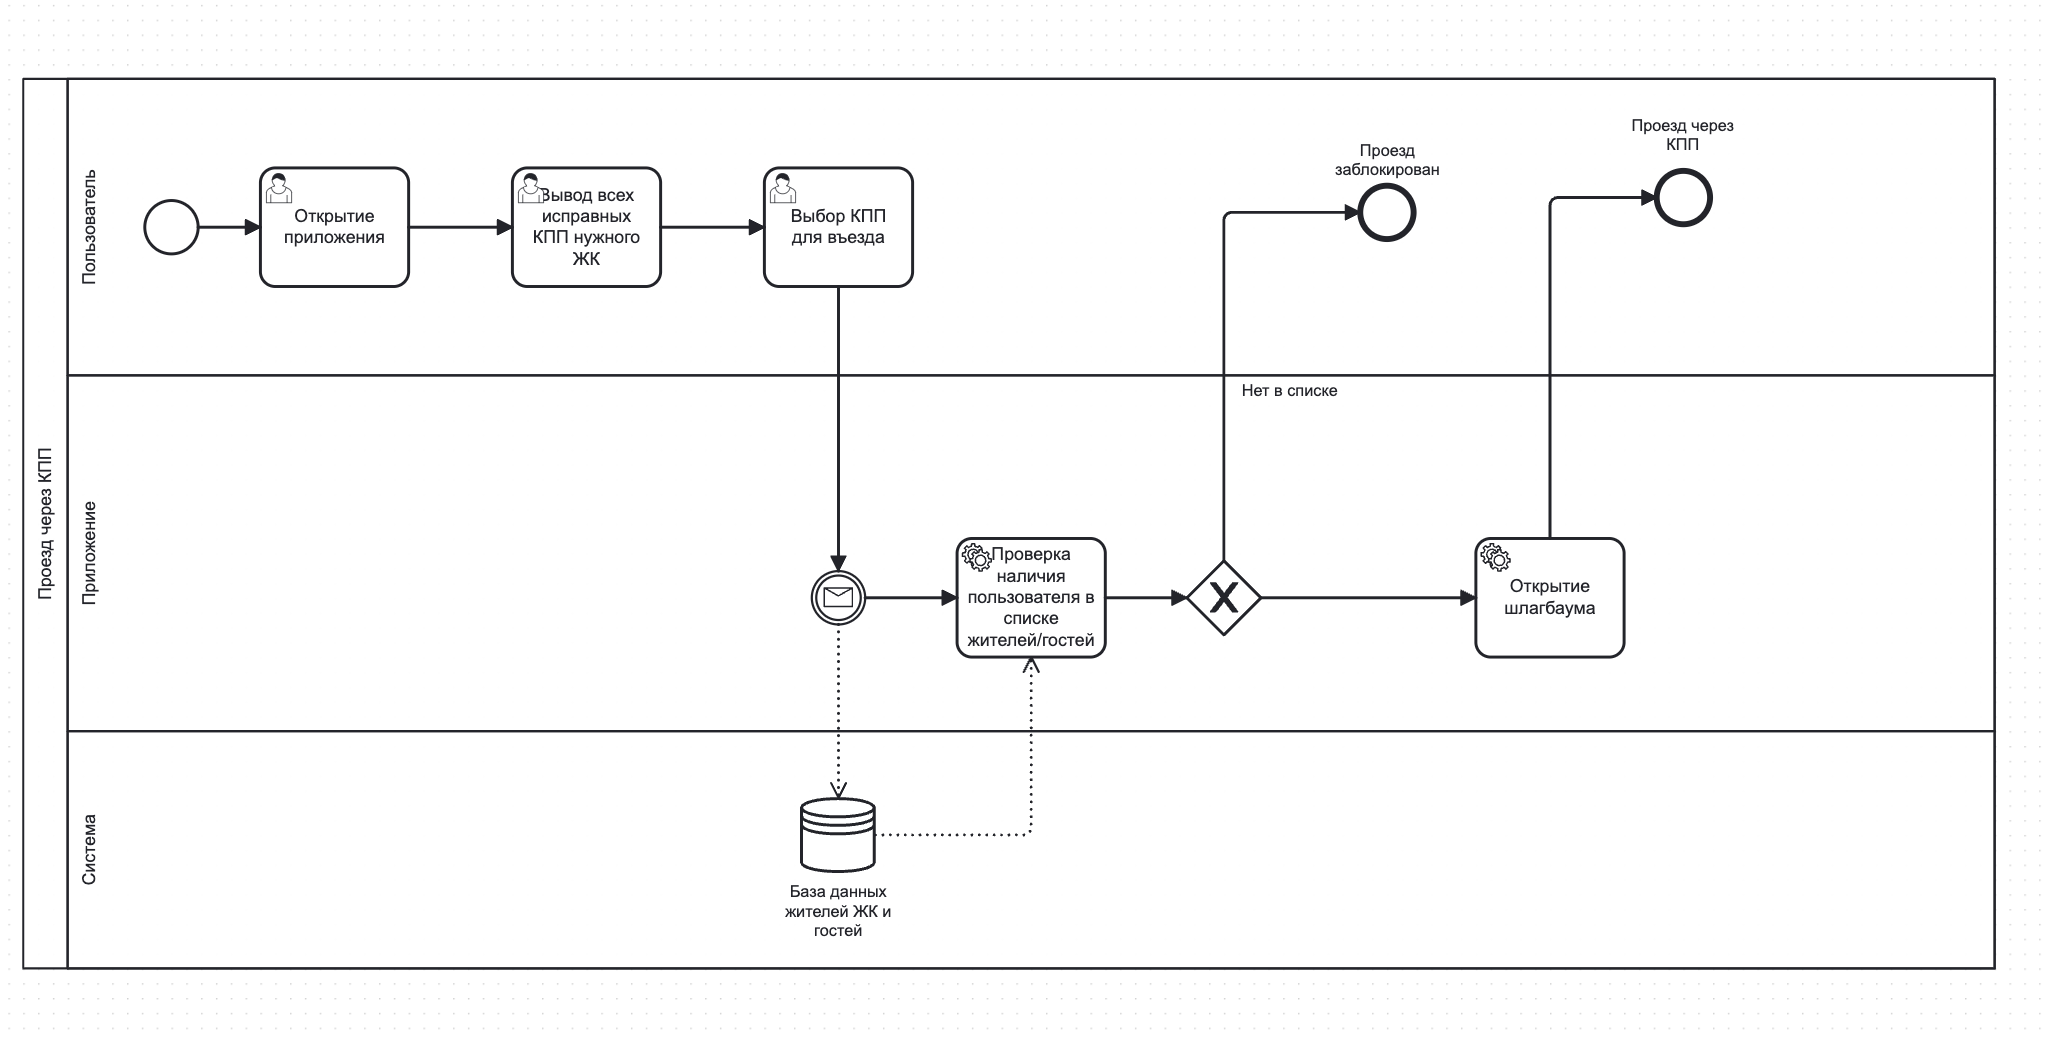 Проезд через КПП
Пользователь
Открытие
приложения
Вывод всех
исправных
КПП нужного
ЖК
Выбор КПП
для въезда
Проезд
заблокирован
Проезд через
КПП
Приложение
Нет в списке
Проверка
наличия
пользователя в
списке
жителей/гостей
Открытие
шлагбаума
Система
База данных
жителей ЖК и
гостей